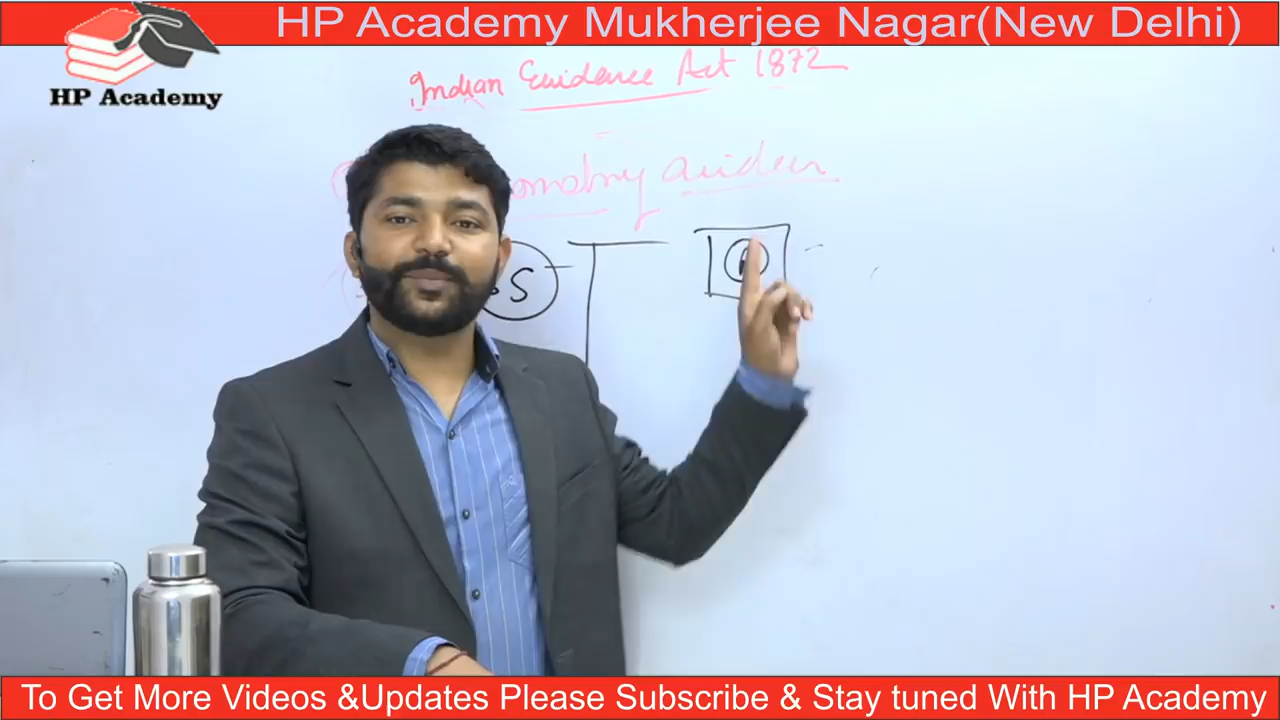 HP Academy Mukherjee Nagar(New Delhi)
HP Academy
Indian Evidence Act 1872
S
To Get More Videos &Updates Please Subscribe & Stay tuned With HP Academy